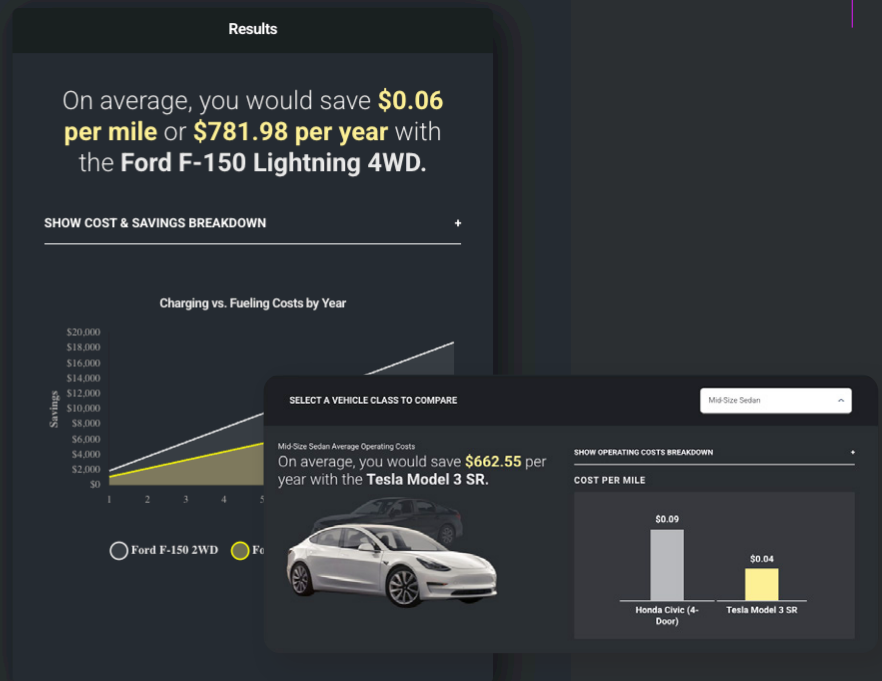 Results
On average, you would save $0.06
per mile or $781.98 per year with
the Ford F-150 Lightning 4WD.
SHOW COST & SAVINGS BREAKDOWN +
Charging vs. Fueling Costs by Year
Savings
$20,000
$18,000
$16,000
$14,000
$12,000
$10,000
$8,000
$6,000
$4,000
$2,000
$0
1 2 3 4 5
Ford F-150 2WD Fo
SELECT A VEHICLE CLASS TO COMPARE
Mid-Size Sedan
Mid-Size Sedan Average Operating Costs
On average, you would save $662.55 per
year with the Tesla Model 3 SR.
SHOW OPERATING COSTS BREAKDOWN +
COST PER MILE
$0.09
$0.04
Honda Civic (4-
Door)
Tesla Model 3 SR